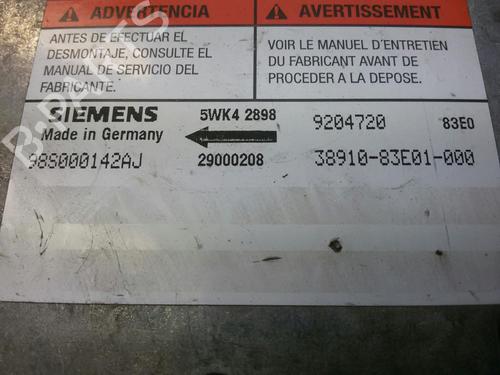 ADVERTENCIA
ANTES DE EFECTUAR EL
DESMONTAJE, CONSULTE EL
MANUAL DE SERVICIO DEL
FABRICANTE.
AVERTISSEMENT
VOIR LE MANUEL D´ENTRETIEN
DU FABRICANT AVANT DE
PROCEDER A LA DEPOSE.
SIEMENS
Made in Germany
98S000142AJ
5WK4 2898
29000208
9204720 83E0
38910-83E01-000
B-PARTS